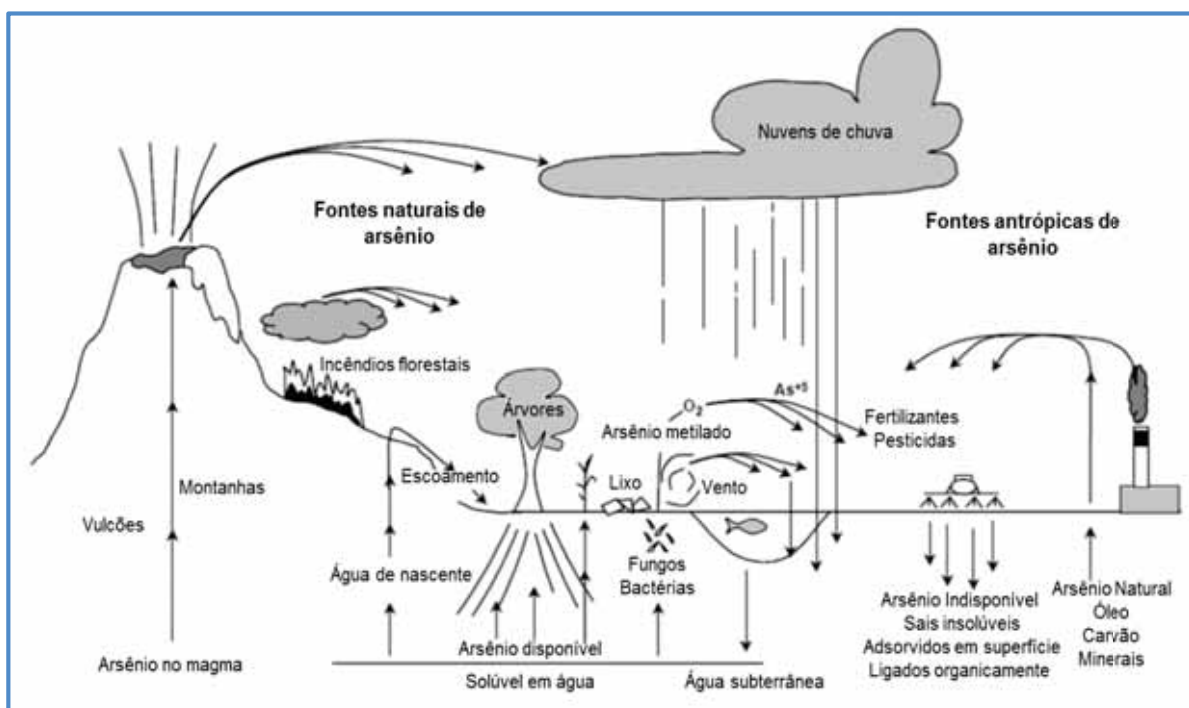 Nuvens de chuva
Fontes naturais de
arsênio
Fontes antrópicas de
arsênio
Incêndios florestais
Árvores
O₂
As⁺⁵
Arsênio metilado
Fertilizantes
Pesticidas
Escoamento
Lixo
Vento
Montanhas
Vulcões
Água de nascente
Fungos
Bactérias
Arsênio no magma
Arsênio disponível
Solúvel em água
Água subterrânea
Arsênio Indisponível
Sais insolúveis
Adsorvidos em superfície
Ligados organicamente
Arsênio Natural
Óleo
Carvão
Minerais